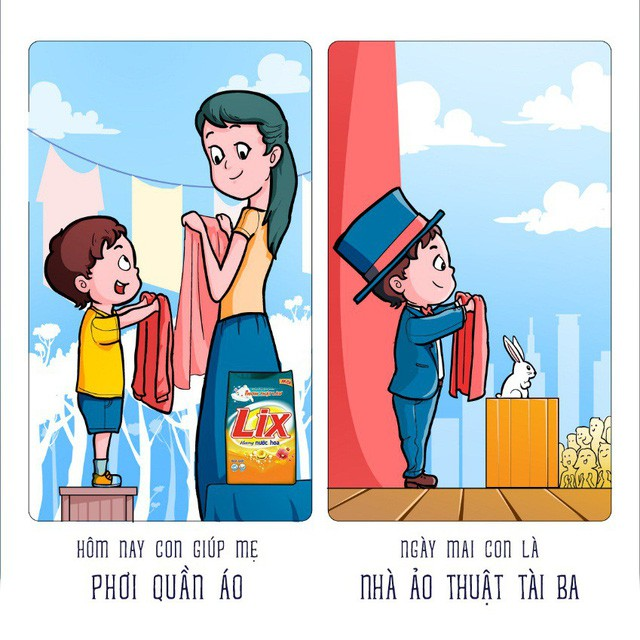 Lix
Hương nước hoa
HÔM NAY CON GIÚP MẸ
PHƠI QUẦN ÁO
NGÀY MAI CON LÀ
NHÀ ẢO THUẬT TÀI BA